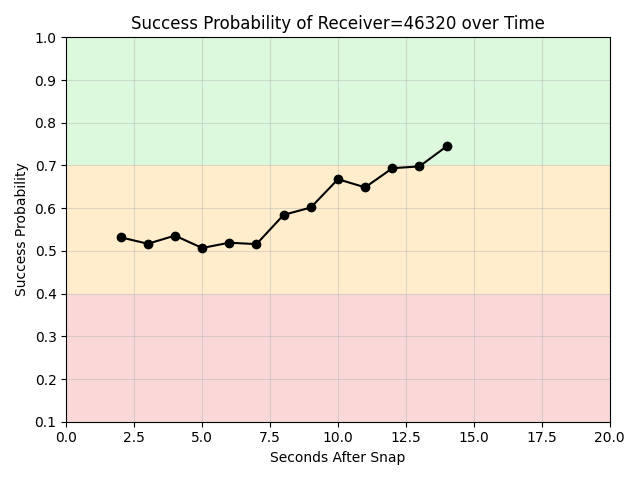 Success Probability of Receiver=46320 over Time
1.0
0.9
0.8
0.7
0.6
0.5
0.4
0.3
0.2
0.1
Success Probability
0.0 2.5 5.0 7.5 10.0 12.5 15.0 17.5 20.0
Seconds After Snap